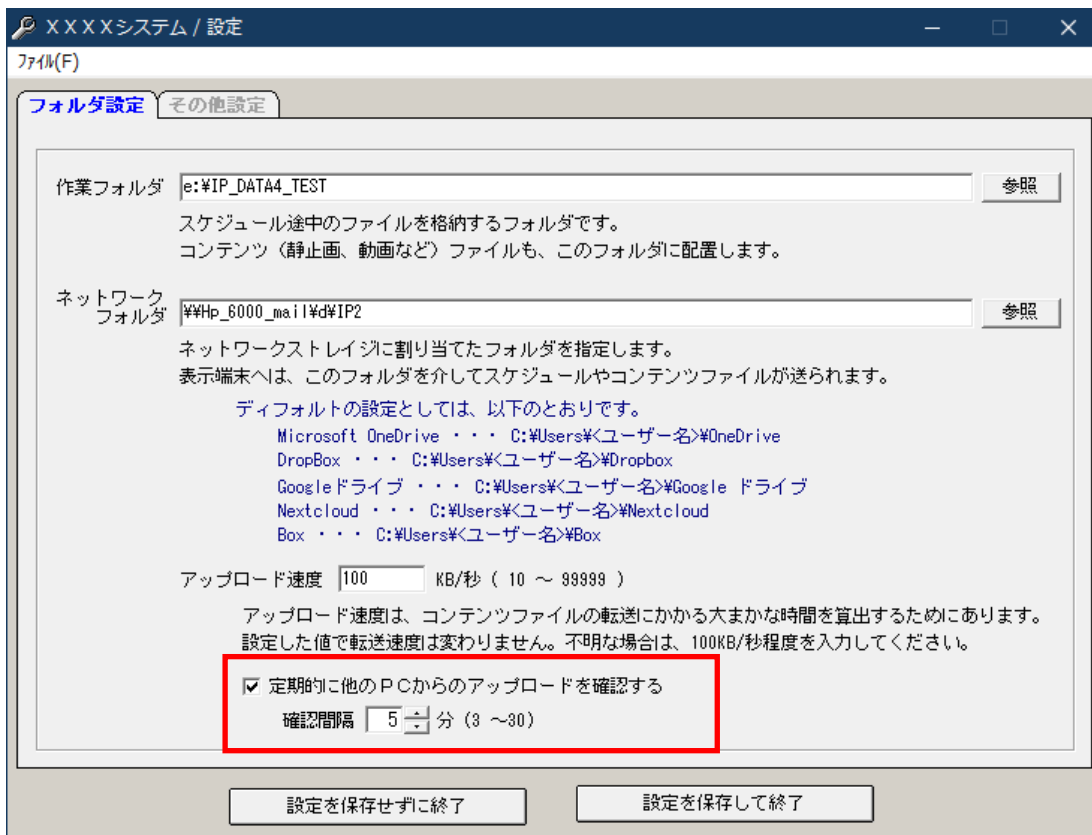 ＸＸＸＸシステム / 設定
ﾌｧｲﾙ(F)
フォルダ設定 その他設定
作業フォルダ e:¥IP_DATA4_TEST 参照
スケジュール途中のファイルを格納するフォルダです。
コンテンツ（静止画、動画など）ファイルも、このフォルダに配置します。
ネットワーク
フォルダ ¥¥Hp_6000_mail¥d¥IP2 参照
ネットワークストレイジに割り当てたフォルダを指定します。
表示端末へは、このフォルダを介してスケジュールやコンテンツファイルが送られます。
ディフォルトの設定としては、以下のとおりです。
Microsoft OneDrive ・・・ C:¥Users¥<ユーザー名>¥OneDrive
DropBox ・・・ C:¥Users¥<ユーザー名>¥Dropbox
Googleドライブ ・・・ C:¥Users¥<ユーザー名>¥Google ドライブ
Nextcloud ・・・ C:¥Users¥<ユーザー名>¥Nextcloud
Box ・・・ C:¥Users¥<ユーザー名>¥Box
アップロード速度 100 KB/秒 ( 10 ～ 99999 )
アップロード速度は、コンテンツファイルの転送にかかる大まかな時間を算出するためにあります。
設定した値で転送速度は変わりません。不明な場合は、100KB/秒程度を入力してください。
定期的に他のＰＣからのアップロードを確認する
確認間隔 5 分 (3 ～30)
設定を保存せずに終了 設定を保存して終了